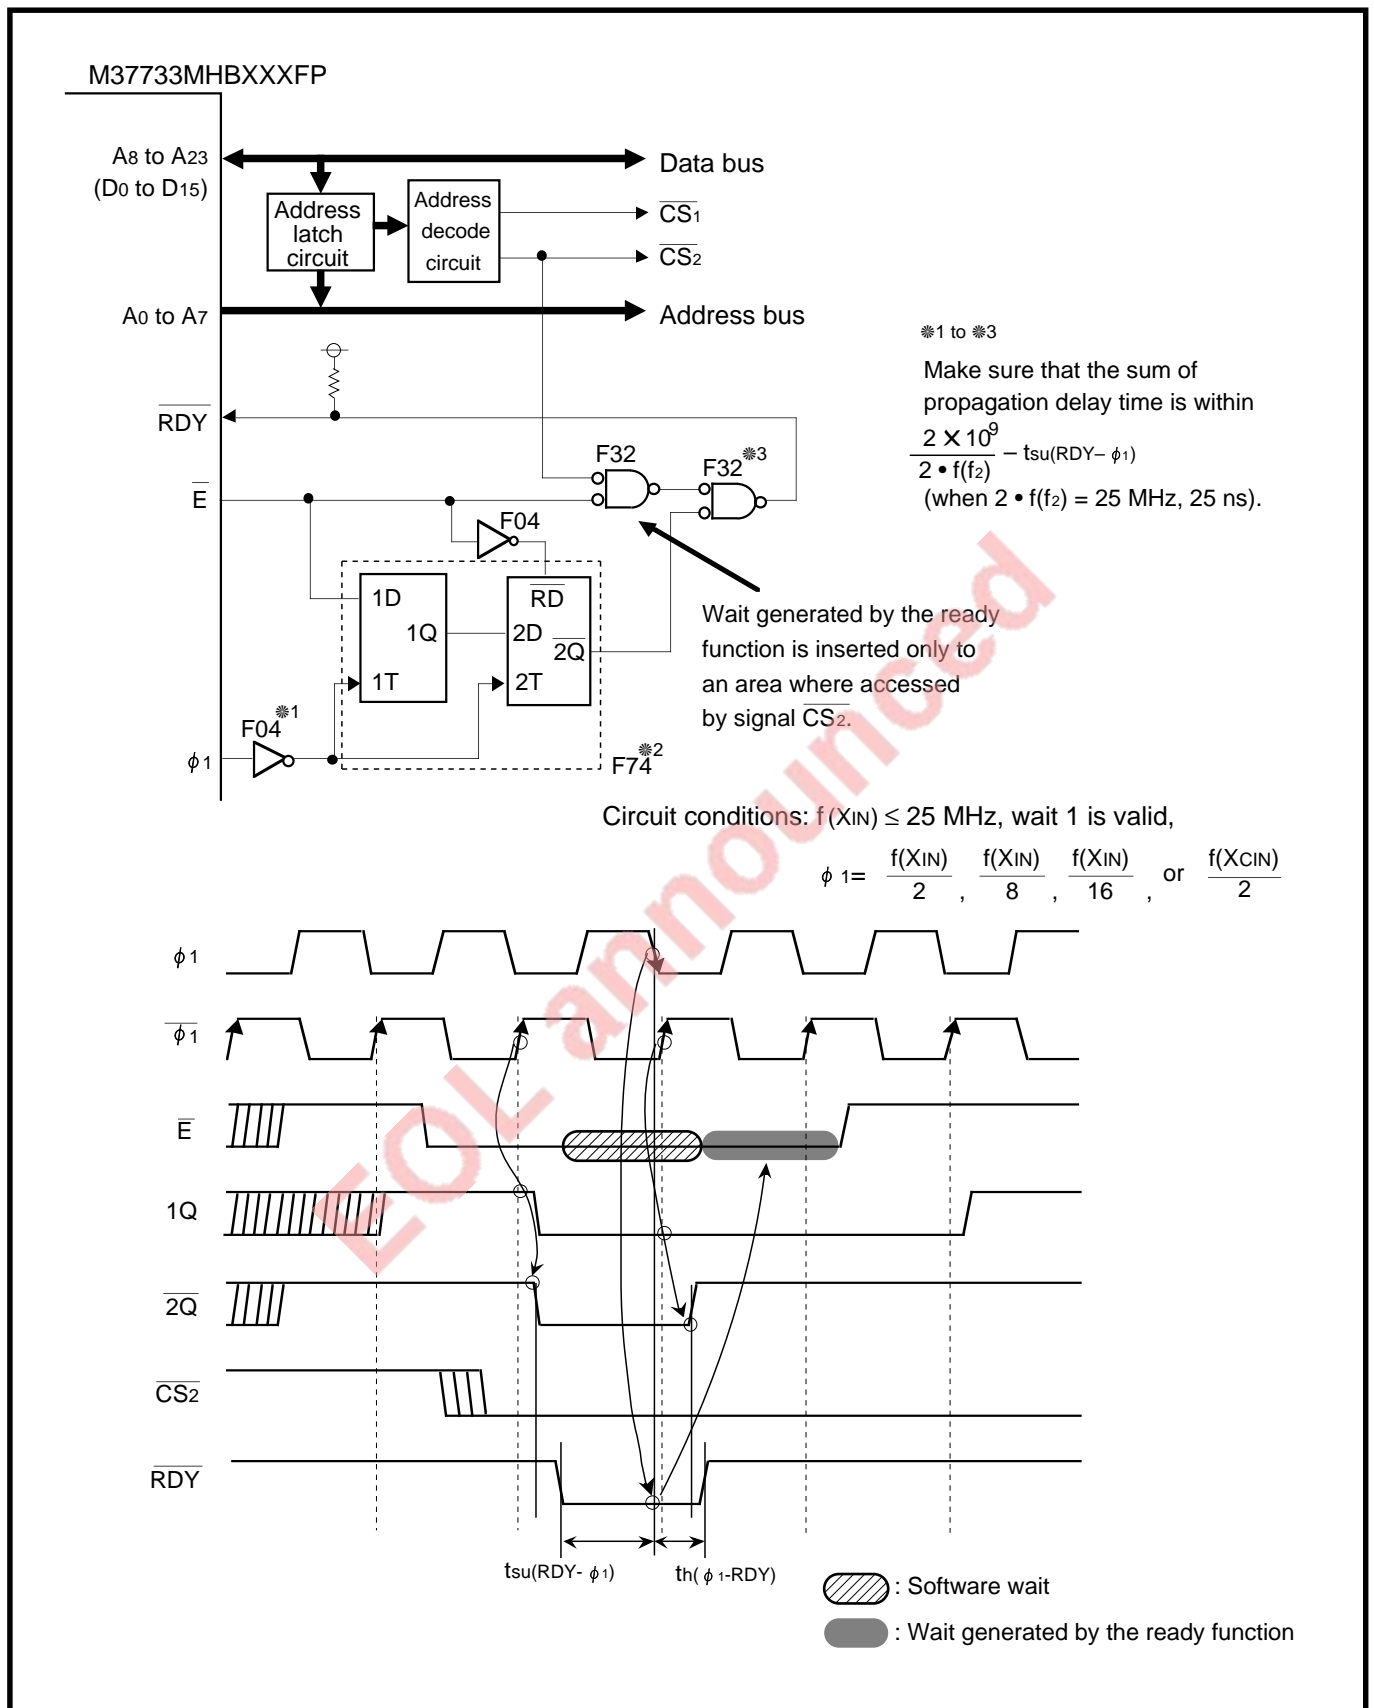 M37733MHBXXXFP
A8 to A23
(D0 to D15)
Data bus
Address
latch
circuit
Address
decode
circuit
CS1
CS2
A0 to A7
Address bus
※1 to ※3
Make sure that the sum of
propagation delay time is within
2 × 10^9
2 • f(f2)
– tsu(RDY– φ1)
(when 2 • f(f2) = 25 MHz, 25 ns).
RDY
F32
F32 ※3
E
F04
1D
1Q
1T
RD
2D
2Q
2T
Wait generated by the ready
function is inserted only to
an area where accessed
by signal CS2.
F04 ※1
φ1
F74 ※2
Circuit conditions: f(XIN) ≤ 25 MHz, wait 1 is valid,
φ1= f(XIN)/2 , f(XIN)/8 , f(XIN)/16 , or f(XCIN)/2
φ1
φ1
E
1Q
2Q
CS2
RDY
tsu(RDY- φ1)
th( φ1-RDY)
: Software wait
: Wait generated by the ready function
EOL announced